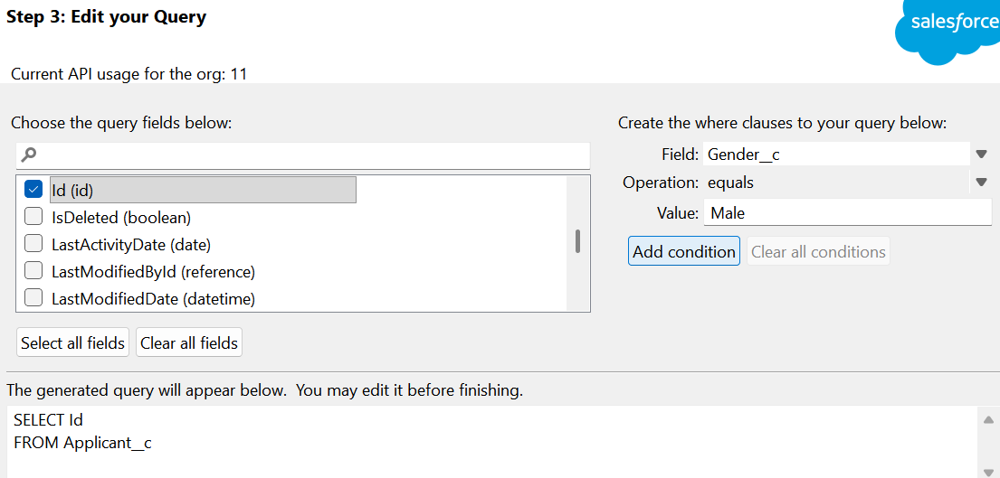 Step 3: Edit your Query
salesforce
Current API usage for the org: 11
Choose the query fields below:
Create the where clauses to your query below:
Field: Gender__c
Id (id)
Operation: equals
IsDeleted (boolean)
Value: Male
LastActivityDate (date)
Add condition Clear all conditions
LastModifiedById (reference)
LastModifiedDate (datetime)
Select all fields Clear all fields
The generated query will appear below.  You may edit it before finishing.
SELECT Id
FROM Applicant__c